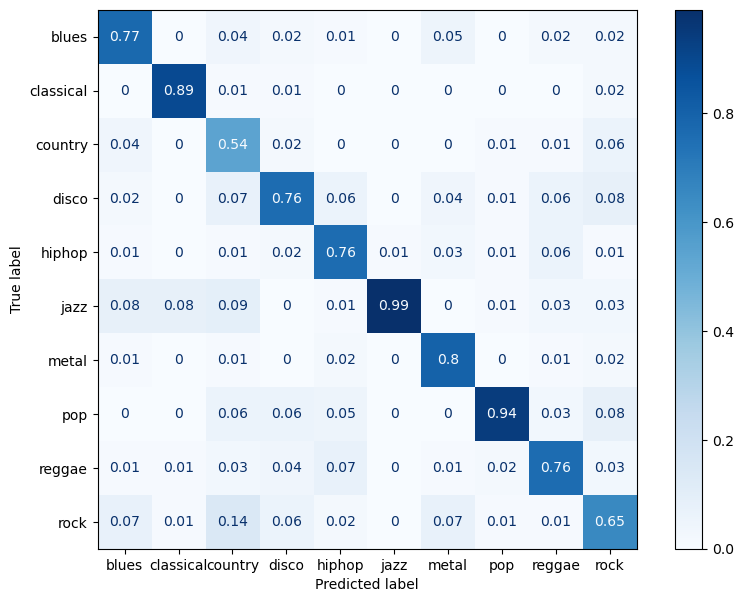 blues 0.77 0 0.04 0.02 0.01 0 0.05 0 0.02 0.02
classical 0 0.89 0.01 0.01 0 0 0 0 0 0.02
country 0.04 0 0.54 0.02 0 0 0 0.01 0.01 0.06
disco 0.02 0 0.07 0.76 0.06 0 0.04 0.01 0.06 0.08
hiphop 0.01 0 0.01 0.02 0.76 0.01 0.03 0.01 0.06 0.01
jazz 0.08 0.08 0.09 0 0.01 0.99 0 0.01 0.03 0.03
metal 0.01 0 0.01 0 0.02 0 0.8 0 0.01 0.02
pop 0 0 0.06 0.06 0.05 0 0 0.94 0.03 0.08
reggae 0.01 0.01 0.03 0.04 0.07 0 0.01 0.02 0.76 0.03
rock 0.07 0.01 0.14 0.06 0.02 0 0.07 0.01 0.01 0.65
blues classical country disco hiphop jazz metal pop reggae rock
Predicted label
True label
0.8
0.6
0.4
0.2
0.0